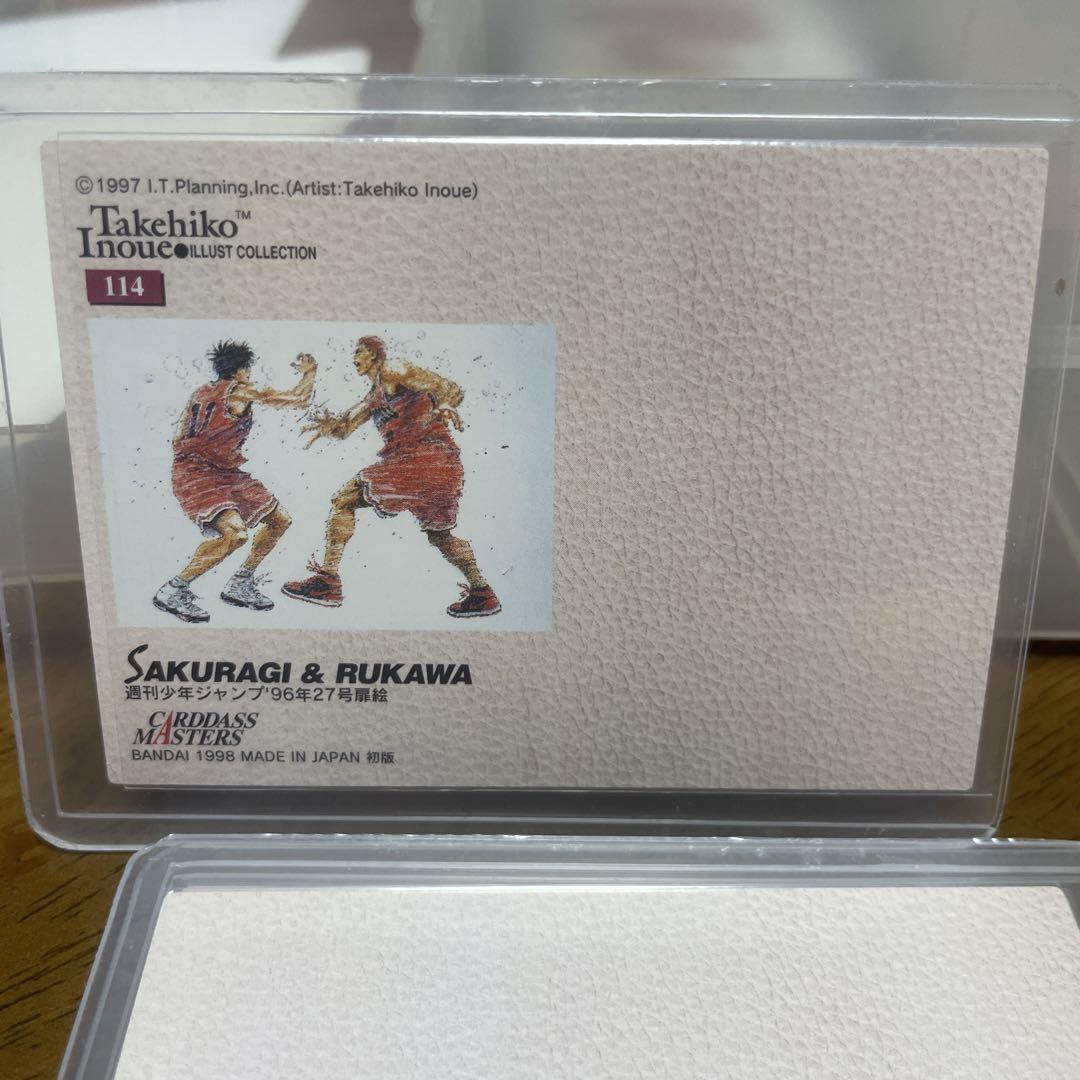 ©1997 I.T.Planning,Inc.(Artist:Takehiko Inoue)
Takehiko™
Inoue●ILLUST COLLECTION
114
11
SAKURAGI & RUKAWA
週刊少年ジャンプ'96年27号扉絵
CARDDASS
MASTERS
BANDAI 1998 MADE IN JAPAN 初版